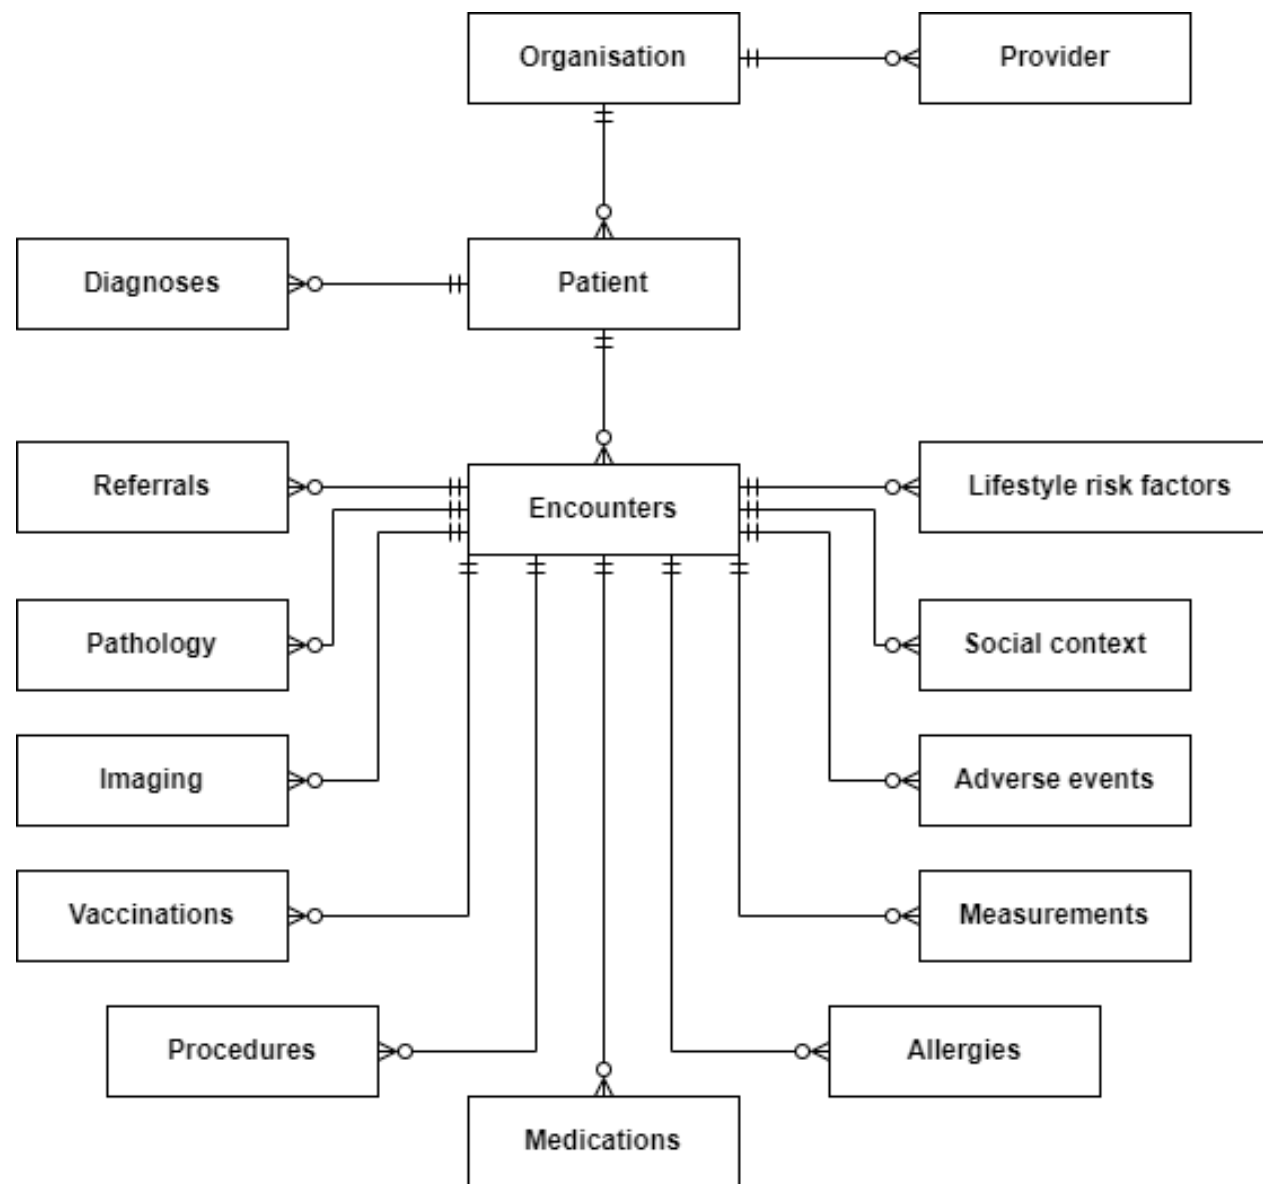 Organisation
Provider
Diagnoses
Patient
Referrals
Encounters
Lifestyle risk factors
Pathology
Social context
Imaging
Adverse events
Vaccinations
Measurements
Procedures
Allergies
Medications